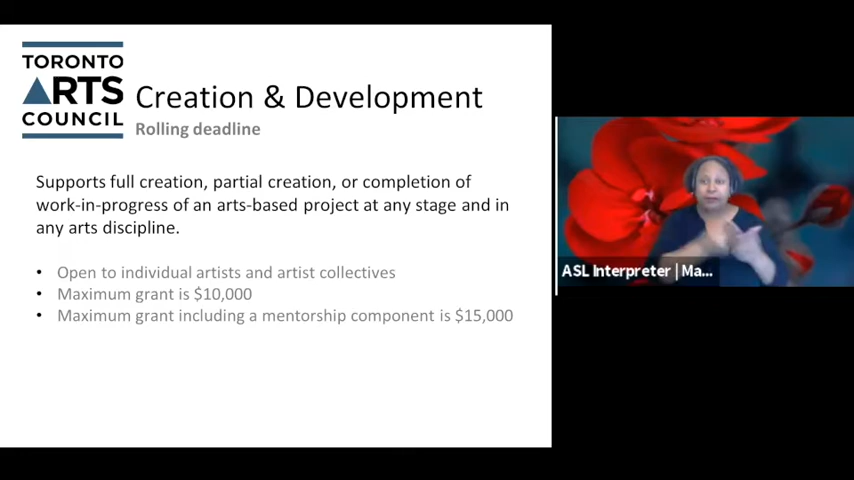 TORONTO
ARTS
COUNCIL
Creation & Development
Rolling deadline
Supports full creation, partial creation, or completion of
work-in-progress of an arts-based project at any stage and in
any arts discipline.
• Open to individual artists and artist collectives
• Maximum grant is $10,000
• Maximum grant including a mentorship component is $15,000
ASL Interpreter | Ma...